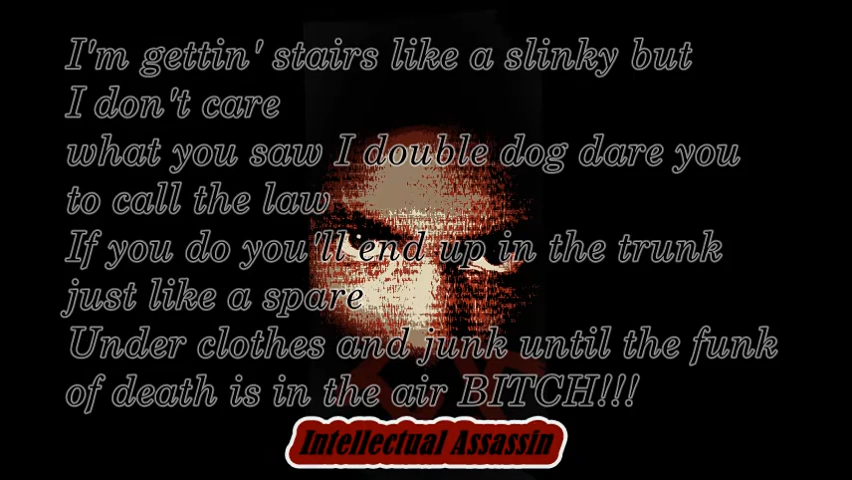 I'm gettin' stairs like a slinky but
I don't care
what you saw I double dog dare you
to call the law
If you do you'll end up in the trunk
just like a spare
Under clothes and junk until the funk
of death is in the air BITCH!!!
Intellectual Assassin